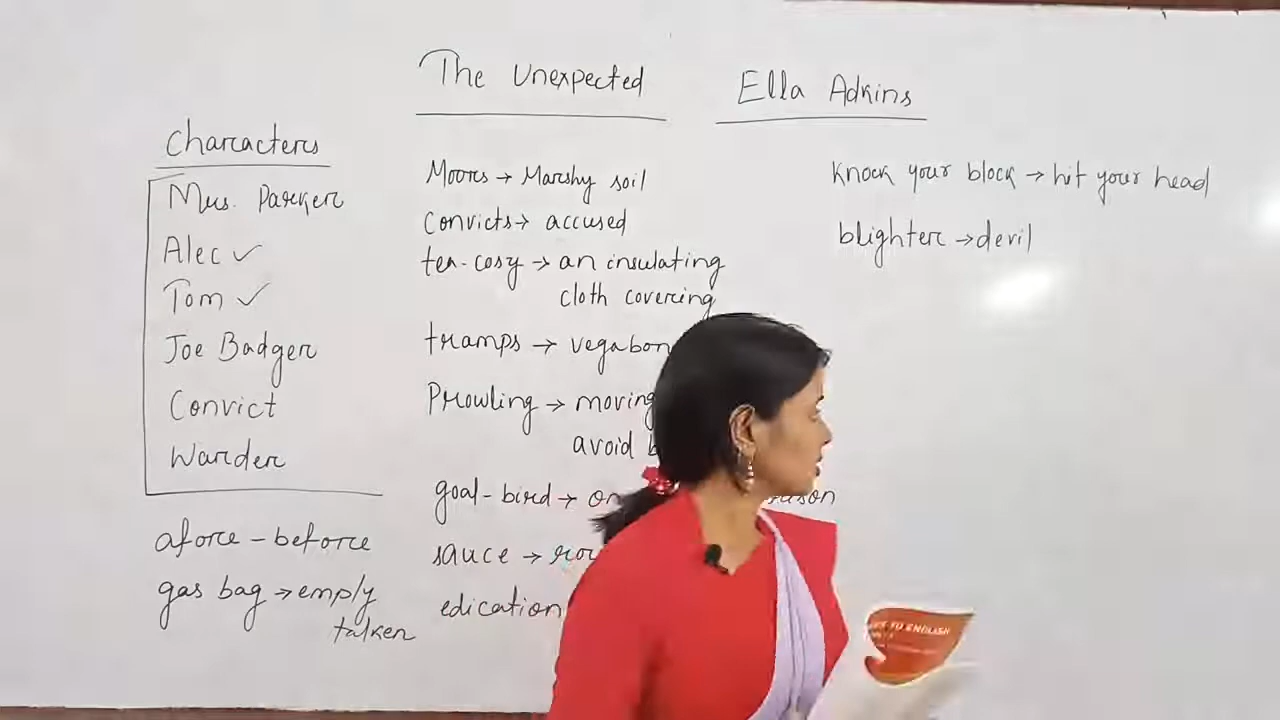 The Unexpected
Ella Adkins
Characters
Mrs. Parker
Alec ✓
Tom ✓
Joe Badger
Convict
Warder
afore - before
gas bag → empty
talker
Moors → Marshy soil
Convicts → accused
tea-cosy → an insulating
cloth covering
tramps → vegabon
Prowling → moving
avoid
goal-bird → on
sauce →
edication
Knock your block → hit your head
blighter → devil
TO ENGLISH